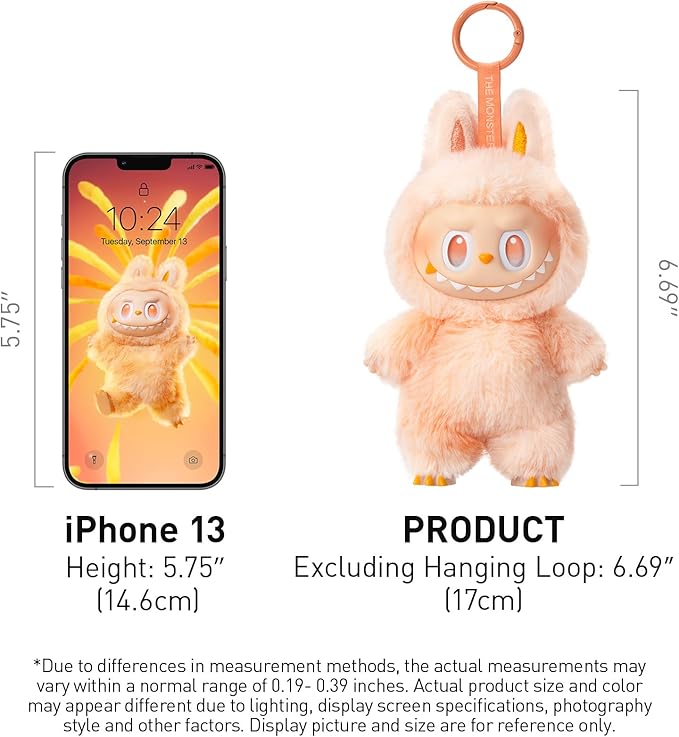 THE MONSTER
10:24
Tuesday, September 13
5.75″
6.69″
iPhone 13
Height: 5.75″
(14.6cm)
PRODUCT
Excluding Hanging Loop: 6.69″
(17cm)
*Due to differences in measurement methods, the actual measurements may
vary within a normal range of 0.19- 0.39 inches. Actual product size and color
may appear different due to lighting, display screen specifications, photography
style and other factors. Display picture and size are for reference only.